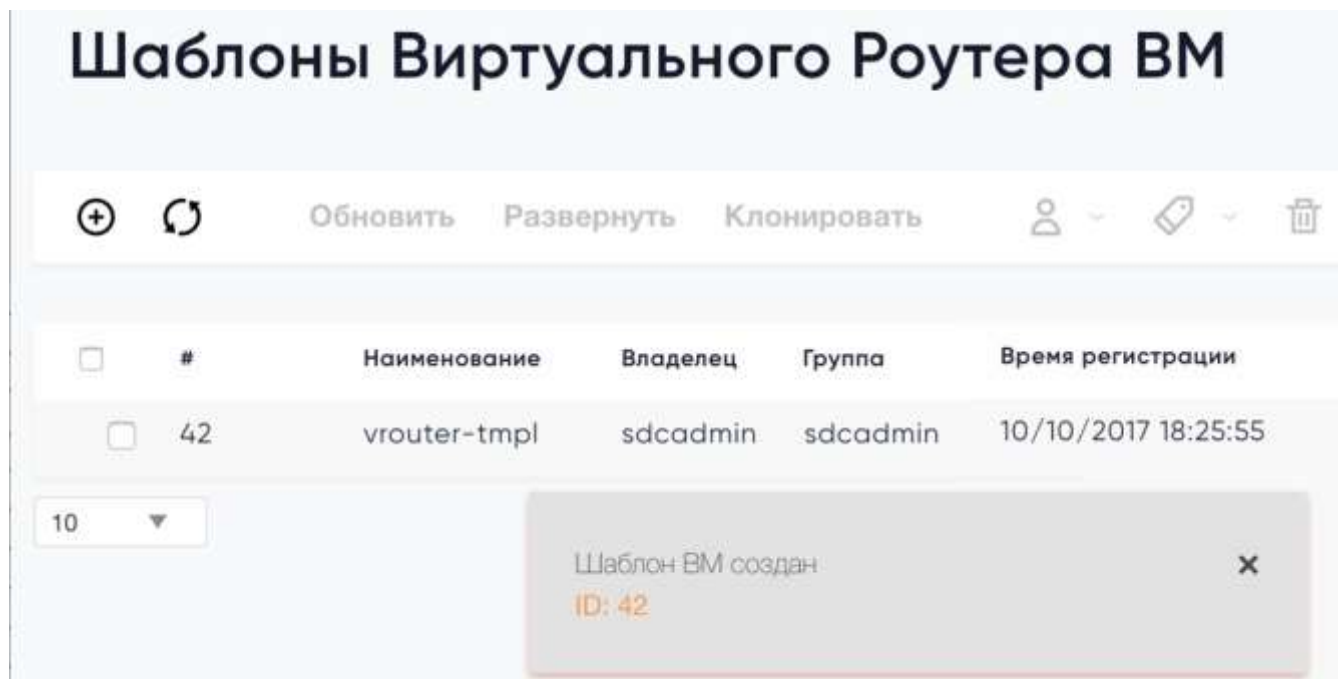 Шаблоны Виртуального Роутера ВМ
Обновить Развернуть Клонировать
# Наименование Владелец Группа Время регистрации
42 vrouter-tmpl sdcadmin sdcadmin 10/10/2017 18:25:55
10
Шаблон ВМ создан
ID: 42